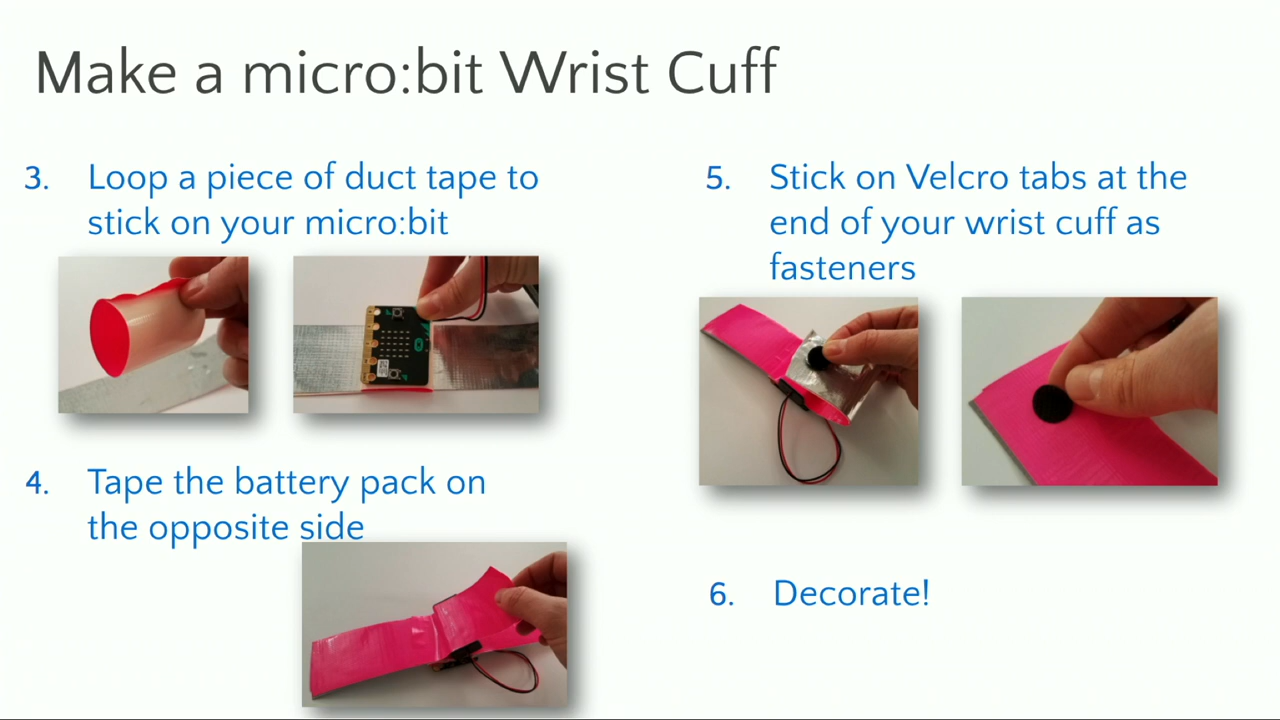 Make a micro:bit Wrist Cuff
3. Loop a piece of duct tape to
stick on your micro:bit
4. Tape the battery pack on
the opposite side
5. Stick on Velcro tabs at the
end of your wrist cuff as
fasteners
6. Decorate!